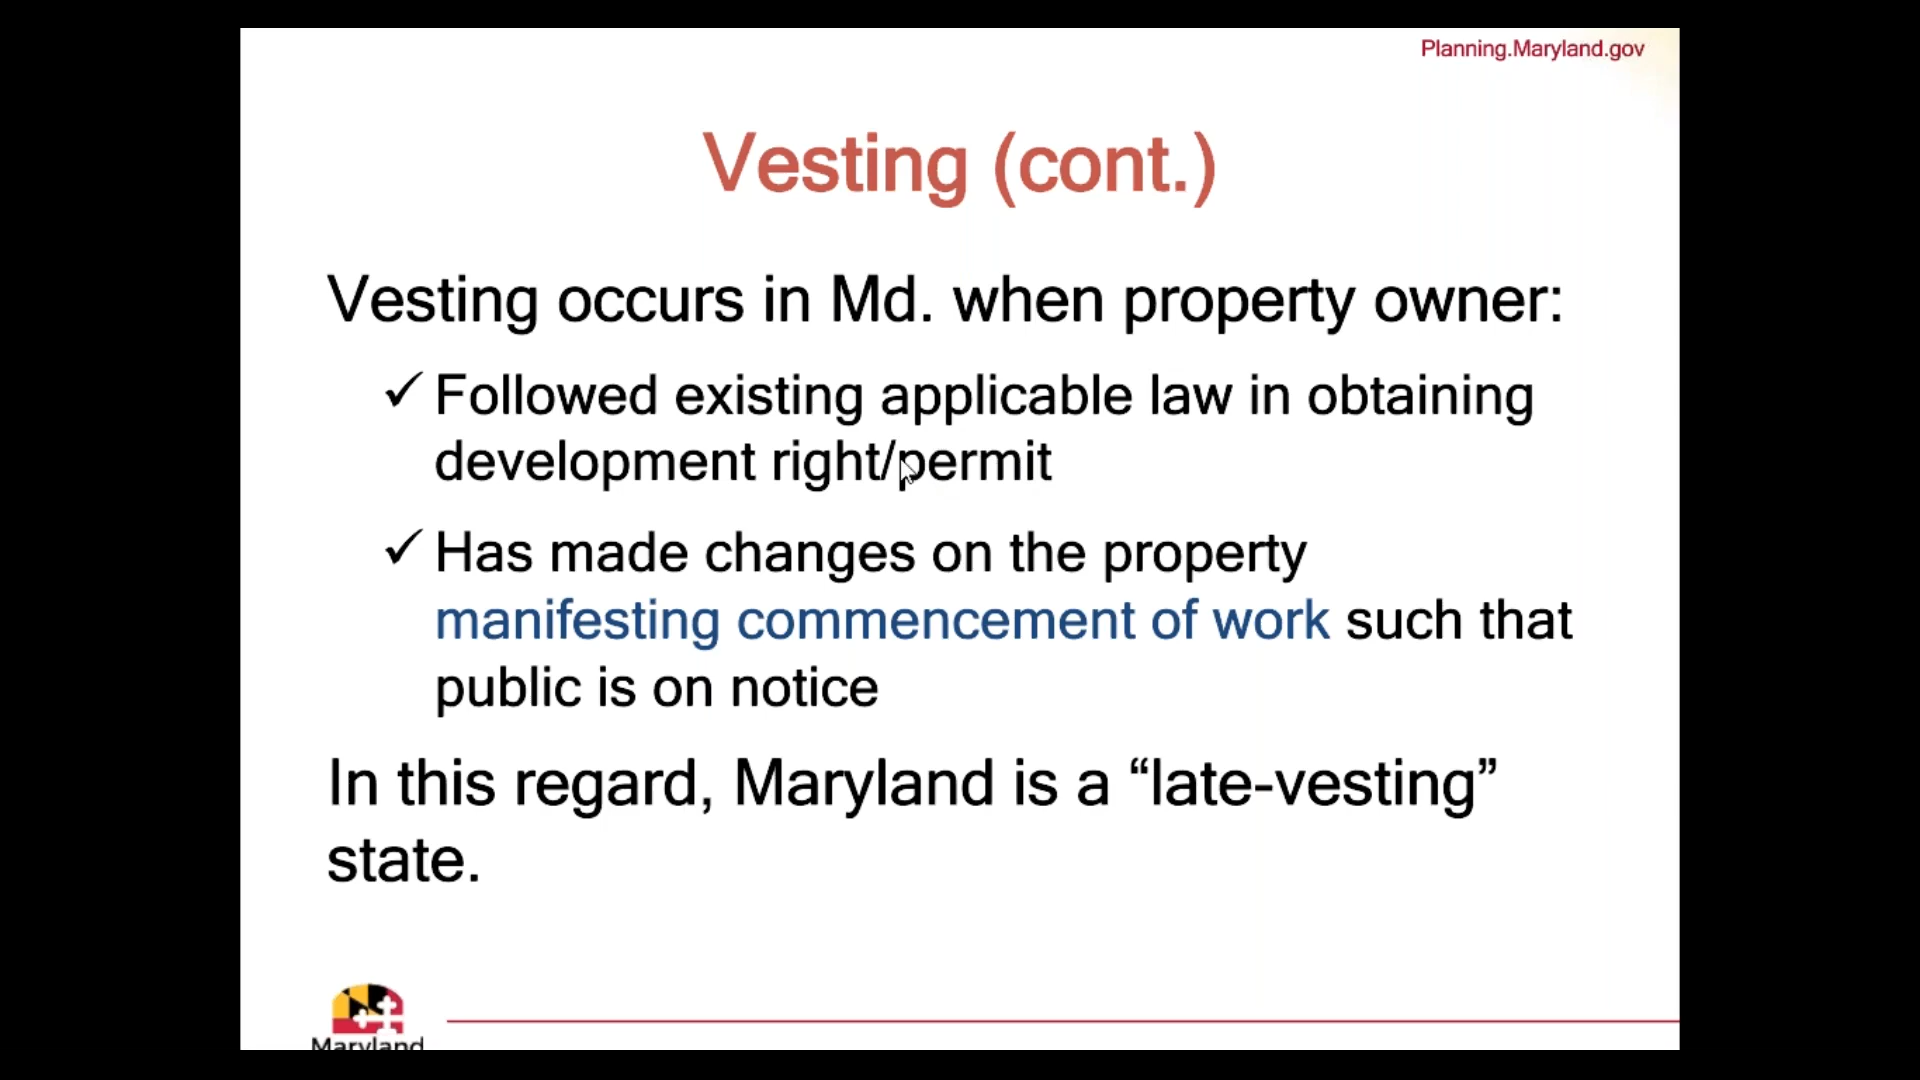 Planning.Maryland.gov
Vesting (cont.)
Vesting occurs in Md. when property owner:
✓ Followed existing applicable law in obtaining
development right/permit
✓ Has made changes on the property
manifesting commencement of work such that
public is on notice
In this regard, Maryland is a “late-vesting”
state.
Maryland